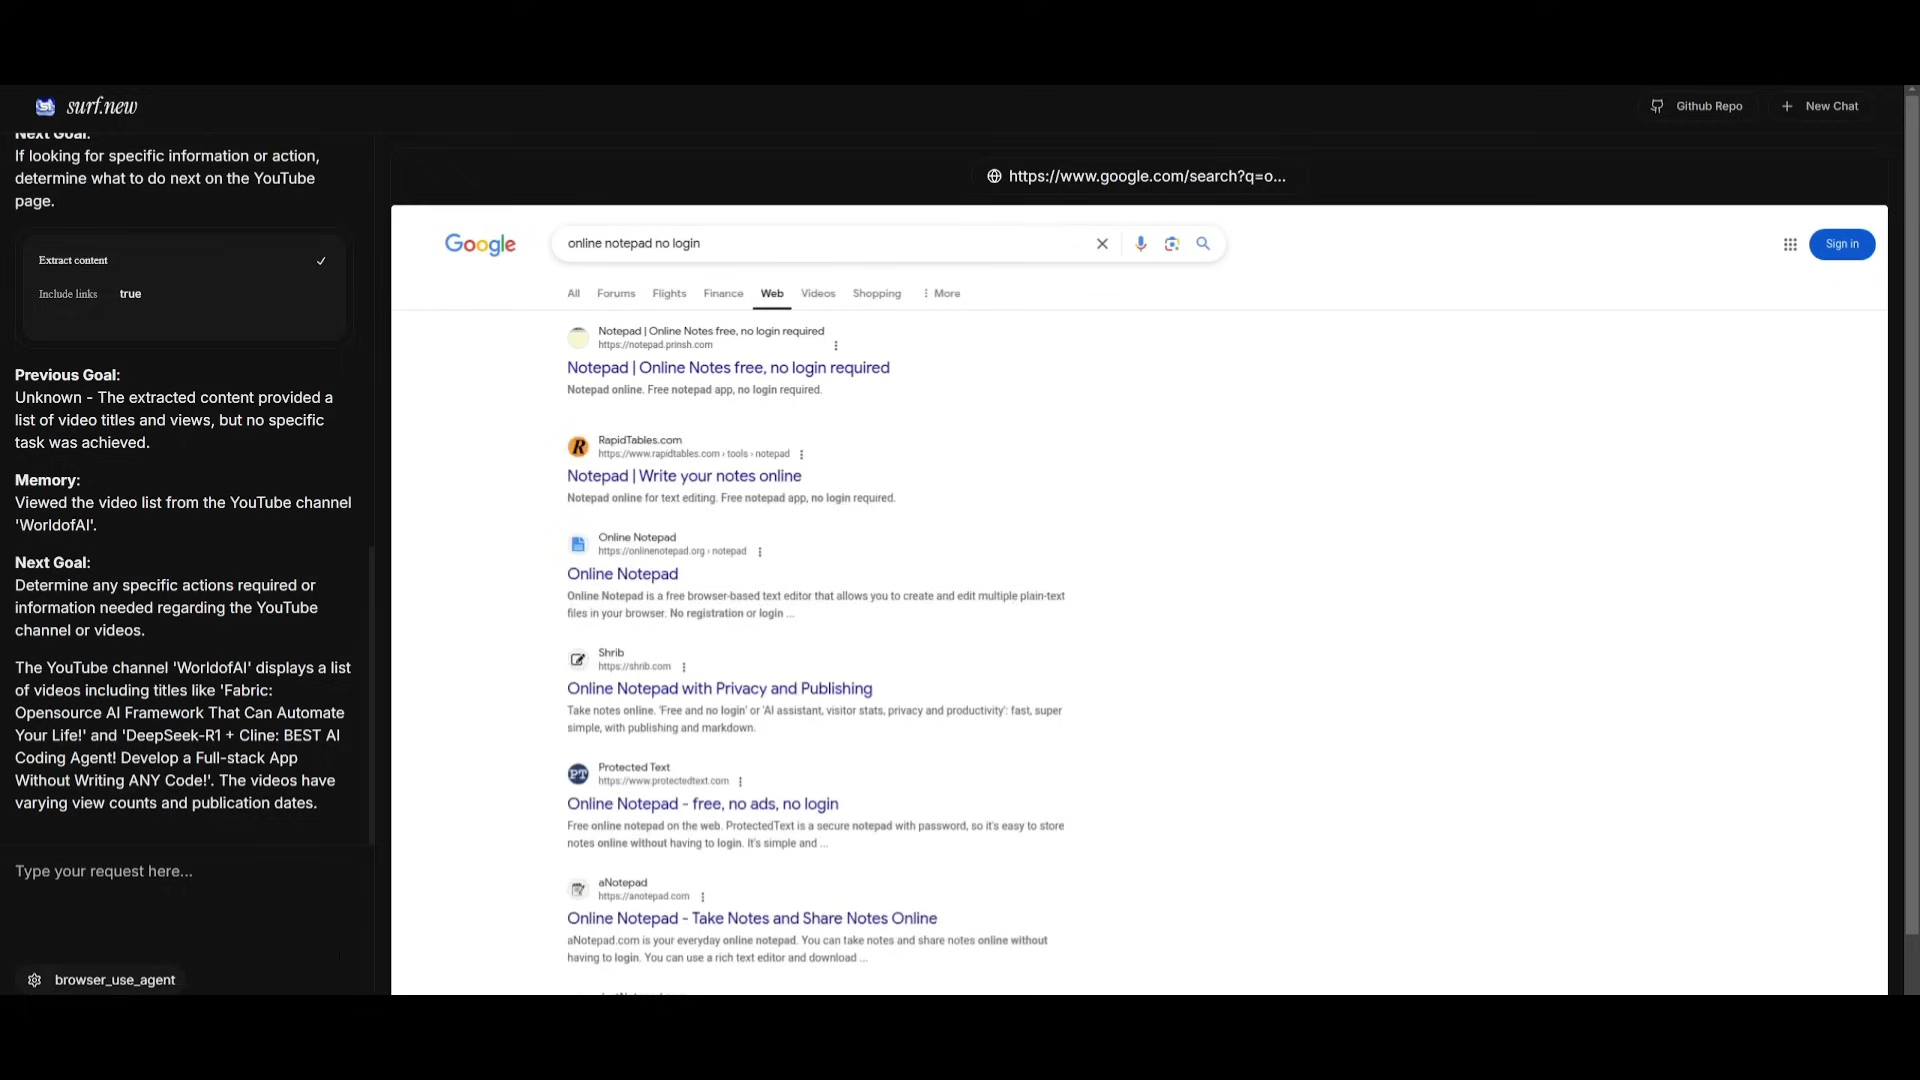 surf.new
Github Repo
New Chat
Next Goal:
If looking for specific information or action,
determine what to do next on the YouTube
page.
Extract content
Include links true
Previous Goal:
Unknown - The extracted content provided a
list of video titles and views, but no specific
task was achieved.
Memory:
Viewed the video list from the YouTube channel
'WorldofAI'.
Next Goal:
Determine any specific actions required or
information needed regarding the YouTube
channel or videos.
The YouTube channel 'WorldofAI' displays a list
of videos including titles like 'Fabric:
Opensource AI Framework That Can Automate
Your Life!' and 'DeepSeek-R1 + Cline: BEST AI
Coding Agent! Develop a Full-stack App
Without Writing ANY Code!'. The videos have
varying view counts and publication dates.
Type your request here...
browser_use_agent
https://www.google.com/search?q=o...
Google
online notepad no login
Sign in
All Forums Flights Finance Web Videos Shopping More
Notepad | Online Notes free, no login required
https://notepad.prinsh.com
Notepad | Online Notes free, no login required
Notepad online. Free notepad app, no login required.
R
RapidTables.com
https://www.rapidtables.com › tools › notepad
Notepad | Write your notes online
Notepad online for text editing. Free notepad app, no login required.
Online Notepad
https://onlinenotepad.org › notepad
Online Notepad
Online Notepad is a free browser-based text editor that allows you to create and edit multiple plain-text
files in your browser. No registration or login ...
Shrib
https://shrib.com
Online Notepad with Privacy and Publishing
Take notes online. 'Free and no login' or 'AI assistant, visitor stats, privacy and productivity': fast, super
simple, with publishing and markdown.
PT
Protected Text
https://www.protectedtext.com
Online Notepad - free, no ads, no login
Free online notepad on the web. ProtectedText is a secure notepad with password, so it's easy to store
notes online without having to login. It's simple and ...
aNotepad
https://anotepad.com
Online Notepad - Take Notes and Share Notes Online
aNotepad.com is your everyday online notepad. You can take notes and share notes online without
having to login. You can use a rich text editor and download ...